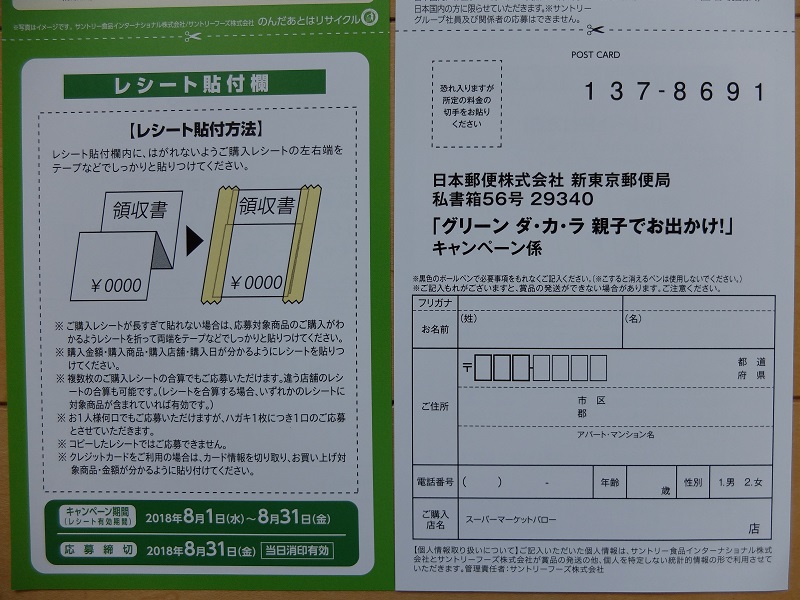 ※写真はイメージです。サントリー食品インターナショナル株式会社/サントリーフーズ株式会社 のんだあとはリサイクル
レシート貼付欄
【レシート貼付方法】
レシート貼付欄内に、はがれないようご購入レシートの左右端を
テープなどでしっかりと貼りつけてください。
領収書
¥0000
領収書
¥0000
※ ご購入レシートが長すぎて貼れない場合は、応募対象商品のご購入がわ
かるようレシートを折って両端をテープなどでしっかりと貼りつけてください。
※ 購入金額・購入商品・購入店舗・購入日が分かるようにレシートを貼りつ
けてください。
※ 複数枚のご購入レシートの合算でもご応募いただけます。違う店舗のレシ
ートの合算も可能です。(レシートを合算する場合、いずれかのレシートに
対象商品が含まれていれば有効です。)
※ お1人様何口でもご応募いただけますが、ハガキ1枚につき1口のご応募
とさせていただきます。
※ コピーしたレシートではご応募できません。
※ クレジットカードをご利用の場合は、カード情報を切り取り、お買い上げ対
象商品・金額が分かるように貼り付けてください。
キャンペーン期間
(レシート有効期間)
2018年8月1日(水)～8月31日(金)
応募締切
2018年8月31日(金) 当日消印有効
日本国内の方に限らせていただきます。※サントリー
グループ社員及び関係者の応募はできません。
POST CARD
恐れ入りますが
所定の料金の
切手をお貼り
ください
137-8691
日本郵便株式会社 新東京郵便局
私書箱56号 29340
「グリーン ダ・カ・ラ 親子でお出かけ!」
キャンペーン係
※黒色のボールペンで必要事項をもれなくご記入ください。(※こすると消えるペンは使用しないでください。)
※ご記入もれがございますと、賞品の発送ができない場合があります。ご注意ください。
フリガナ
お名前
(姓)
(名)
ご住所
〒
都 道
府 県
市 区
郡
アパート・マンション名
電話番号
( ) -
年齢
歳
性別
1.男 2.女
ご購入
店名
スーパーマーケットバロー
店
【個人情報取り扱いについて】ご記入いただいた個人情報は、サントリー食品インターナショナル株式会
社とサントリーフーズ株式会社が賞品の発送の他、個人を特定しない統計的情報の形で利用させて
いただきます。管理責任者:サントリーフーズ株式会社